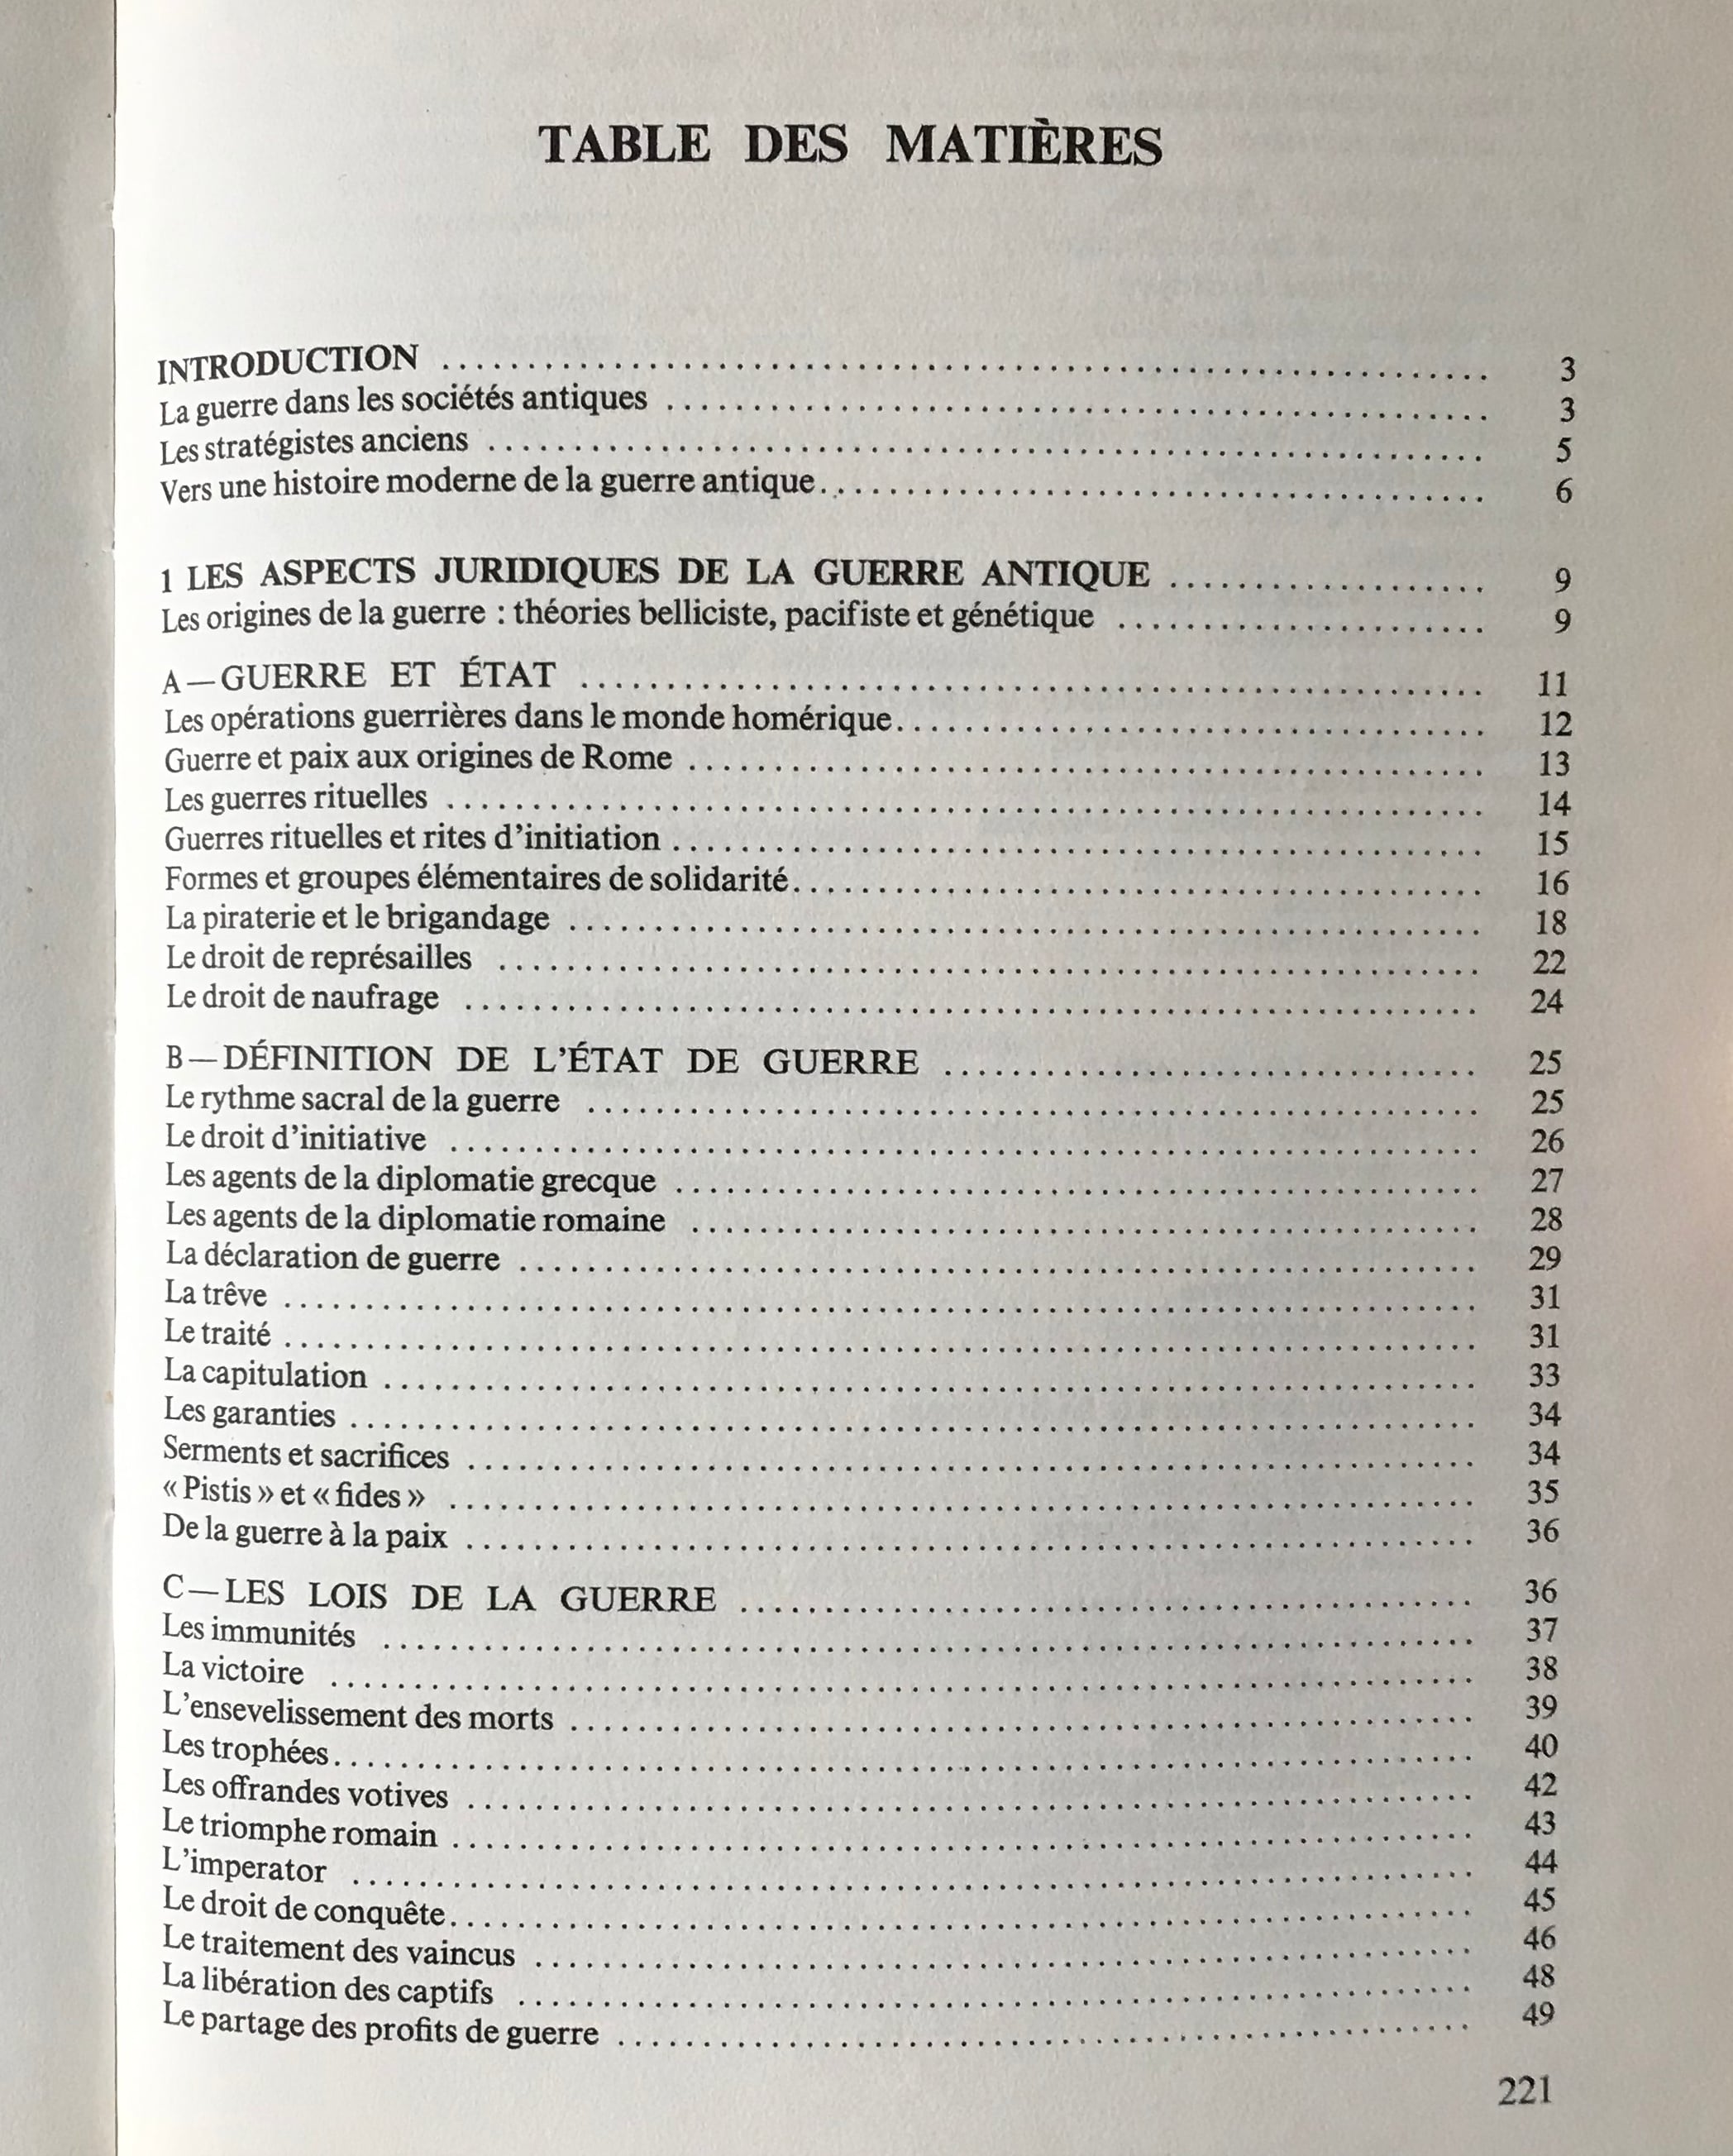 TABLE DES MATIÈRES
INTRODUCTION ........ 3
La guerre dans les sociétés antiques ........ 3
Les stratégistes anciens ........ 5
Vers une histoire moderne de la guerre antique ........ 6
1 LES ASPECTS JURIDIQUES DE LA GUERRE ANTIQUE ........ 9
Les origines de la guerre : théories belliciste, pacifiste et génétique ........ 9
A — GUERRE ET ÉTAT ........ 11
Les opérations guerrières dans le monde homérique ........ 12
Guerre et paix aux origines de Rome ........ 13
Les guerres rituelles ........ 14
Guerres rituelles et rites d'initiation ........ 15
Formes et groupes élémentaires de solidarité ........ 16
La piraterie et le brigandage ........ 18
Le droit de représailles ........ 22
Le droit de naufrage ........ 24
B — DÉFINITION DE L'ÉTAT DE GUERRE ........ 25
Le rythme sacral de la guerre ........ 25
Le droit d'initiative ........ 26
Les agents de la diplomatie grecque ........ 27
Les agents de la diplomatie romaine ........ 28
La déclaration de guerre ........ 29
La trêve ........ 31
Le traité ........ 31
La capitulation ........ 33
Les garanties ........ 34
Serments et sacrifices ........ 34
« Pistis » et « fides » ........ 35
De la guerre à la paix ........ 36
C — LES LOIS DE LA GUERRE ........ 36
Les immunités ........ 37
La victoire ........ 38
L'ensevelissement des morts ........ 39
Les trophées ........ 40
Les offrandes votives ........ 42
Le triomphe romain ........ 43
L'imperator ........ 44
Le droit de conquête ........ 45
Le traitement des vaincus ........ 46
La libération des captifs ........ 48
Le partage des profits de guerre ........ 49
221